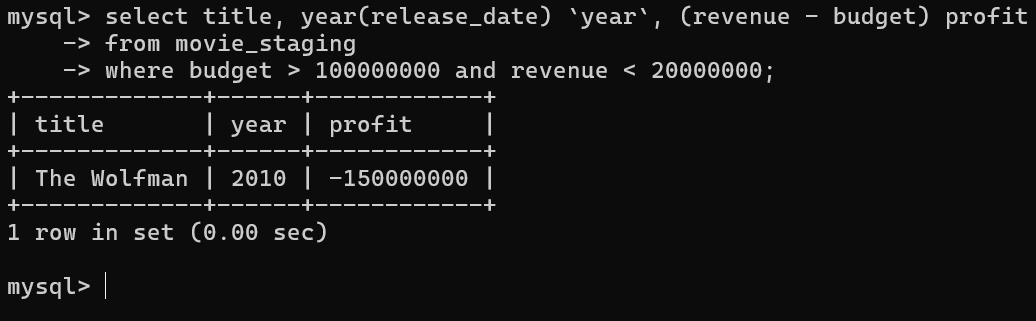 mysql> select title, year(release_date) `year`, (revenue - budget) profit
    -> from movie_staging
    -> where budget > 100000000 and revenue < 20000000;
+-------------+------+------------+
| title       | year | profit     |
+-------------+------+------------+
| The Wolfman | 2010 | -150000000 |
+-------------+------+------------+
1 row in set (0.00 sec)

mysql>